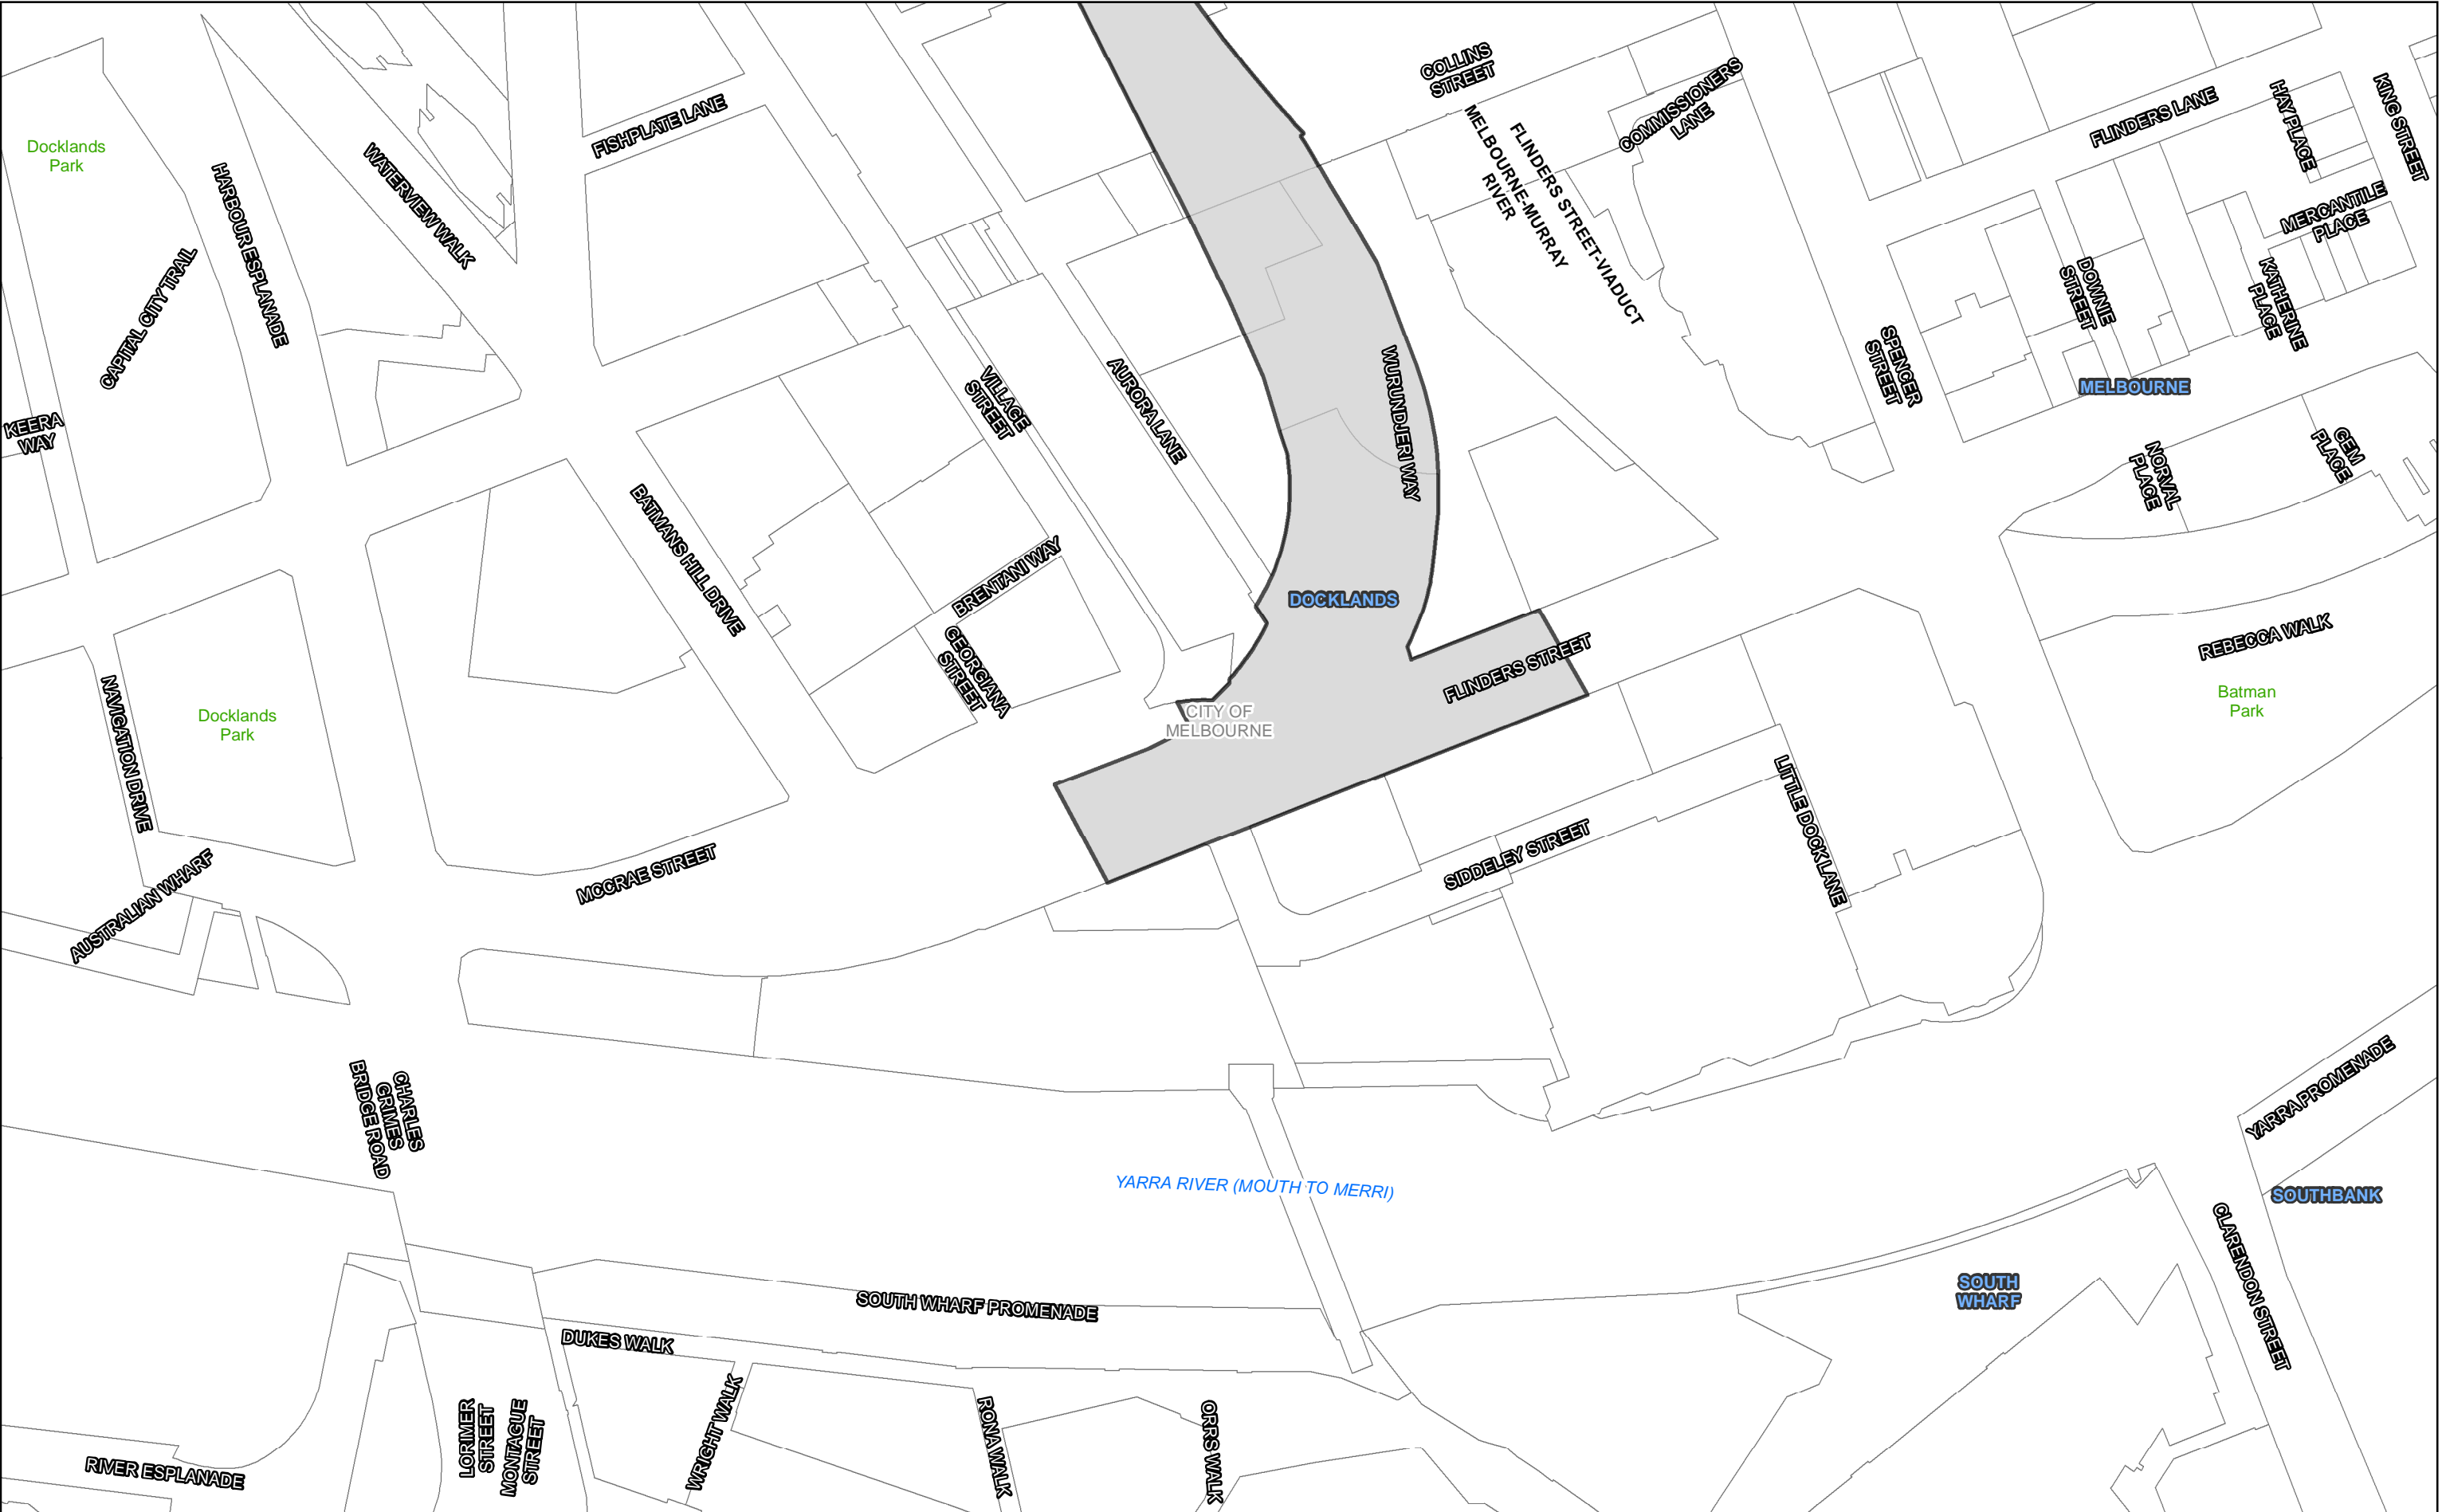 COLLINS
STREET
COMMISSIONERS
LANE
FLINDERS LANE
HAY PLACE
KING STREET
FISHPLATE LANE
Docklands
Park
WATERVIEW WALK
HARBOUR ESPLANADE
CAPITAL CITY TRAIL
MELBOURNE-MURRAY
RIVER
FLINDERS STREET-VIADUCT
MERCANTILE
PLACE
DOWNIE
STREET
KATHERINE
PLACE
SPENCER
STREET
MELBOURNE
KEERA
WAY
VILLAGE
STREET
AURORA LANE
WURUNDJERI WAY
NORVAL
PLACE
GEM
PLACE
BATMANS HILL DRIVE
BRENTANI WAY
GEORGIANA
STREET
DOCKLANDS
FLINDERS STREET
REBECCA WALK
Batman
Park
NAVIGATION DRIVE
Docklands
Park
CITY OF
MELBOURNE
LITTLE DOCK LANE
SIDDELEY STREET
MCCRAE STREET
AUSTRALIAN WHARF
CHARLES
GRIMES
BRIDGE ROAD
YARRA PROMENADE
YARRA RIVER (MOUTH TO MERRI)
SOUTHBANK
CLARENDON STREET
SOUTH
WHARF
SOUTH WHARF PROMENADE
DUKES WALK
WRIGHT WALK
RONA WALK
ORRS WALK
LORIMER
STREET
MONTAGUE
STREET
RIVER ESPLANADE